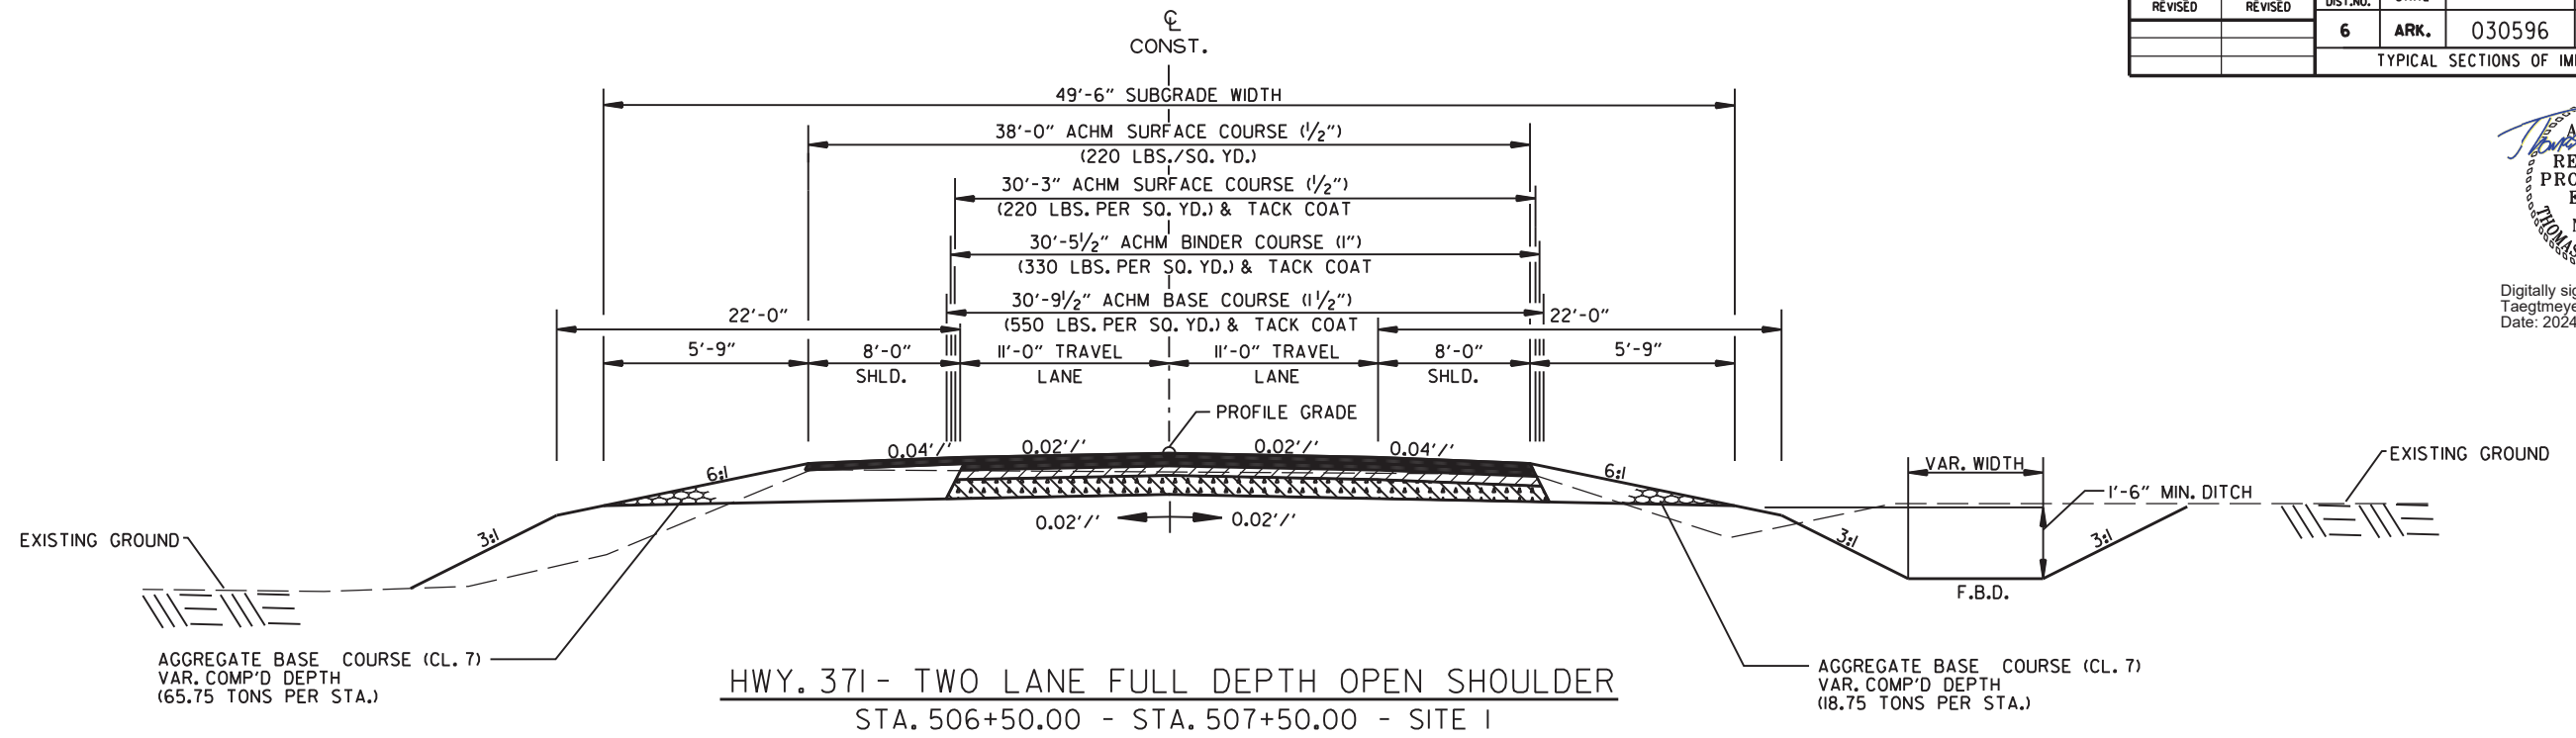 ℄
CONST.
REVISED REVISED DIST.NO.
6 ARK. 030596
TYPICAL SECTIONS OF
49'-6" SUBGRADE WIDTH
38'-0" ACHM SURFACE COURSE (1/2")
(220 LBS./SQ. YD.)
30'-3" ACHM SURFACE COURSE (1/2")
(220 LBS. PER SQ. YD.) & TACK COAT
30'-5 1/2" ACHM BINDER COURSE (1")
(330 LBS. PER SQ. YD.) & TACK COAT
30'-9 1/2" ACHM BASE COURSE (1 1/2")
(550 LBS. PER SQ. YD.) & TACK COAT
22'-0" 22'-0"
5'-9" 8'-0" 11'-0" TRAVEL 11'-0" TRAVEL 8'-0" 5'-9"
SHLD. LANE LANE SHLD.
PROFILE GRADE
0.04'/' 0.02'/' 0.02'/' 0.04'/'
6:1 6:1
VAR. WIDTH
EXISTING GROUND
1'-6" MIN. DITCH
0.02'/' 0.02'/'
3:1 3:1 3:1
EXISTING GROUND
F.B.D.
AGGREGATE BASE COURSE (CL. 7)
VAR. COMP'D DEPTH
(65.75 TONS PER STA.)
AGGREGATE BASE COURSE (CL. 7)
VAR. COMP'D DEPTH
(18.75 TONS PER STA.)
HWY. 371 - TWO LANE FULL DEPTH OPEN SHOULDER
STA. 506+50.00 - STA. 507+50.00 - SITE 1
THOMAS
Digitally
Taegtmeye
Date: 2024